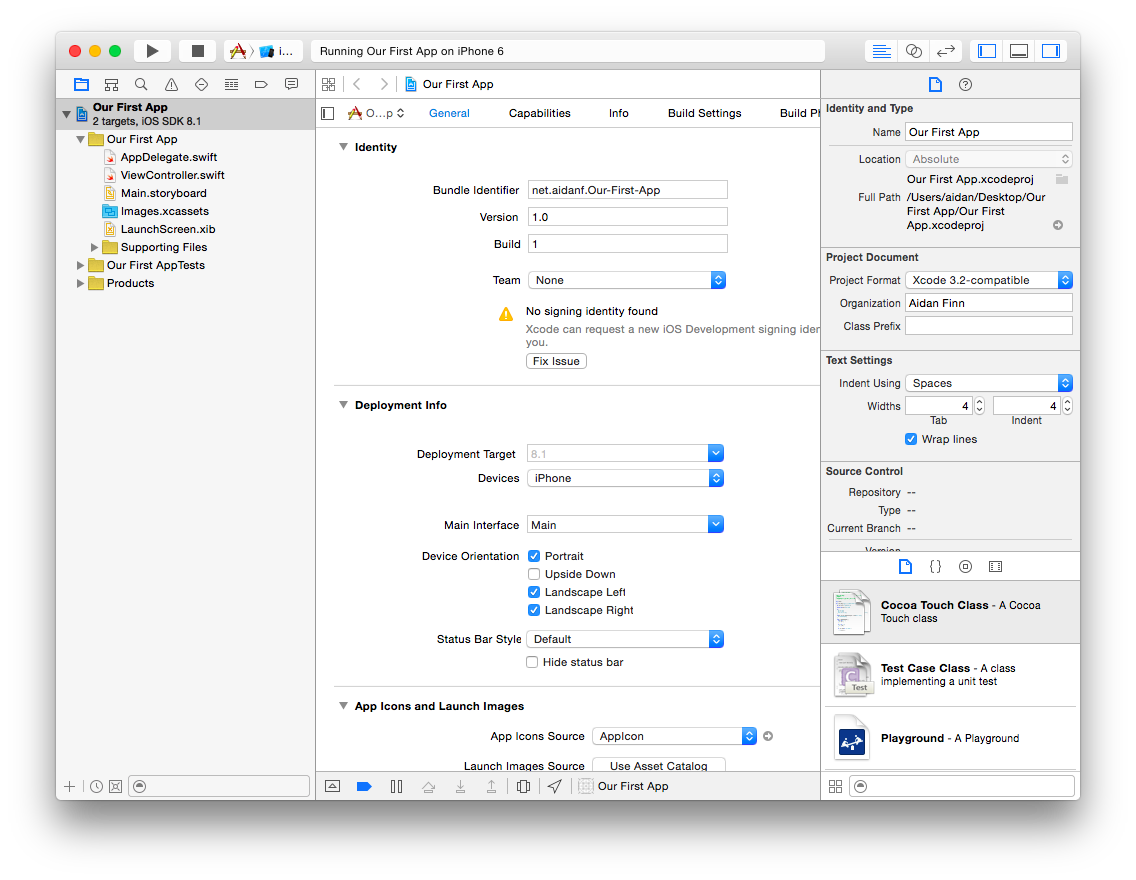 i...
Running Our First App on iPhone 6
Our First App
2 targets, iOS SDK 8.1
Our First App
AppDelegate.swift
ViewController.swift
Main.storyboard
Images.xcassets
LaunchScreen.xib
Supporting Files
Our First AppTests
Products
Our First App
O...p
General
Capabilities
Info
Build Settings
Build Ph
Identity
Bundle Identifier
net.aidanf.Our-First-App
Version
1.0
Build
1
Team
None
No signing identity found
Xcode can request a new iOS Development signing iden
you.
Fix Issue
Deployment Info
Deployment Target
8.1
Devices
iPhone
Main Interface
Main
Device Orientation
Portrait
Upside Down
Landscape Left
Landscape Right
Status Bar Style
Default
Hide status bar
App Icons and Launch Images
App Icons Source
AppIcon
Launch Images Source
Use Asset Catalog
Our First App
Identity and Type
Name
Our First App
Location
Absolute
Our First App.xcodeproj
Full Path
/Users/aidan/Desktop/Our
First App/Our First
App.xcodeproj
Project Document
Project Format
Xcode 3.2-compatible
Organization
Aidan Finn
Class Prefix
Text Settings
Indent Using
Spaces
Widths
4
4
Tab
Indent
Wrap lines
Source Control
Repository --
Type --
Current Branch --
Version
{}
Cocoa Touch Class - A Cocoa
Touch class
Test
Test Case Class - A class
implementing a unit test
Playground - A Playground